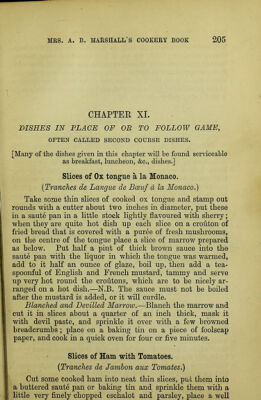 MRS. A. B. MARSHALL'S COOKERY BOOK 205
CHAPTER XI.
DISHES IN PLACE OF OR TO FOLLOW GAME,
OFTEN CALLED SECOND COURSE DISHES.
[Many of the dishes given in this chapter will be found serviceable
as breakfast, luncheon, &c., dishes.]
Slices of Ox tongue à la Monaco.
(Tranches de Langue de Bœuf à la Monaco.)
Take some thin slices of cooked ox tongue and stamp out
rounds with a cutter about two inches in diameter, put these
in a sauté pan in a little stock lightly flavoured with sherry;
when they are quite hot dish up each slice on a croûton of
fried bread that is covered with a purée of fresh mushrooms,
on the centre of the tongue place a slice of marrow prepared
as below. Put half a pint of thick brown sauce into the
sauté pan with the liquor in which the tongue was warmed,
add to it half an ounce of glaze, boil up, then add a tea-
spoonful of English and French mustard, tammy and serve
up very hot round the croûtons, which are to be nicely ar-
ranged on a hot dish.—N.B. The sauce must not be boiled
after the mustard is added, or it will curdle.
Blanched and Devilled Marrow.—Blanch the marrow and
cut it in slices about a quarter of an inch thick, mask it
with devil paste, and sprinkle it over with a few browned
breadcrumbs; place on a baking tin on a piece of foolscap
paper, and cook in a quick oven for four or five minutes.
Slices of Ham with Tomatoes.
(Tranches de Jambon aux Tomates.)
Cut some cooked ham into neat thin slices, put them into
a buttered sauté pan or baking tin and sprinkle them with a
little very finely chopped eschalot and parsley, place a well